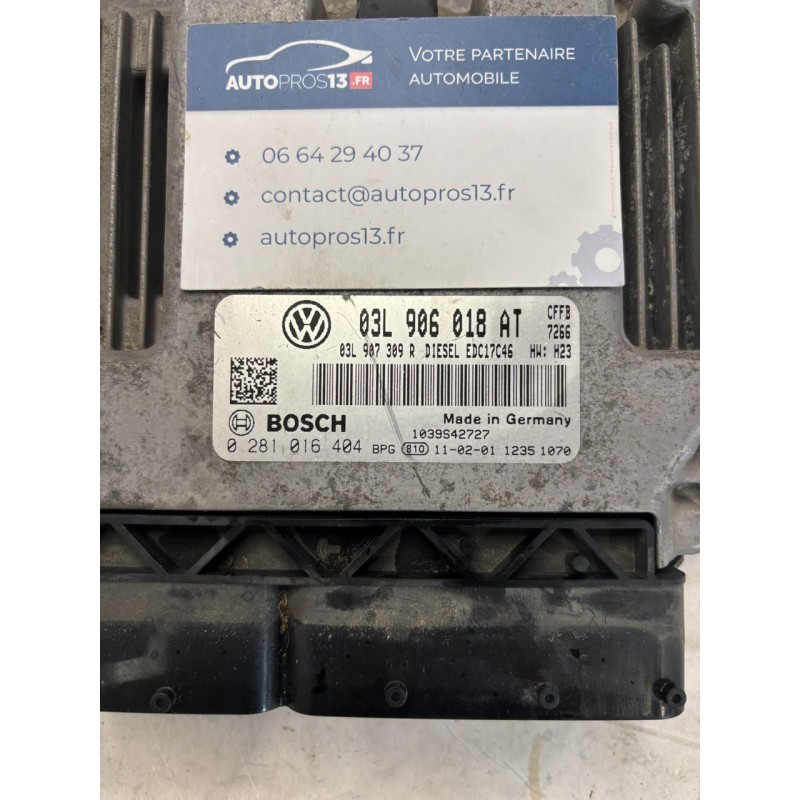 VOTRE PARTENAIRE
AUTOMOBILE
AUTOPROS13.FR
06 64 29 40 37
contact@autopros13.fr
autopros13.fr
03L 906 018 AT
CFFB
7266
03L 907 309 R DIESEL EDC17C46 HW: H23
BOSCH
Made in Germany
1039S42727
0 281 016 404 BPG B10 11-02-01 1235 1070